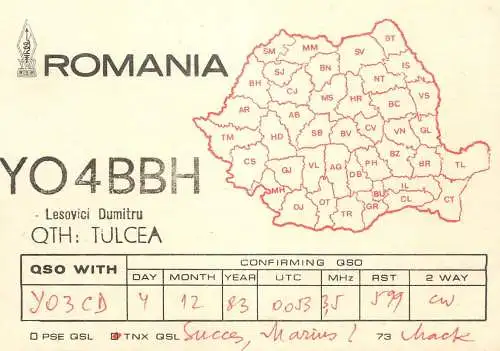 ROMANIA
SM MM SV BT
SJ BN NT IS
BH CJ
MS HR BC VS
AR AB
TM HD SB BV CV VN GL
CS GJ VL AG PH BZ BR TL
MH DB
OJ OT TR GR BU IL CL CT
YO4BBH
- Lesovici Dumitru
QTH: TULCEA
CONFIRMING QSO
QSO WITH DAY MONTH YEAR UTC MHz RST 2 WAY
YO3CD 4 12 83 0053 3,5 599 CW
PSE QSL TNX QSL Succes, Marius! 73